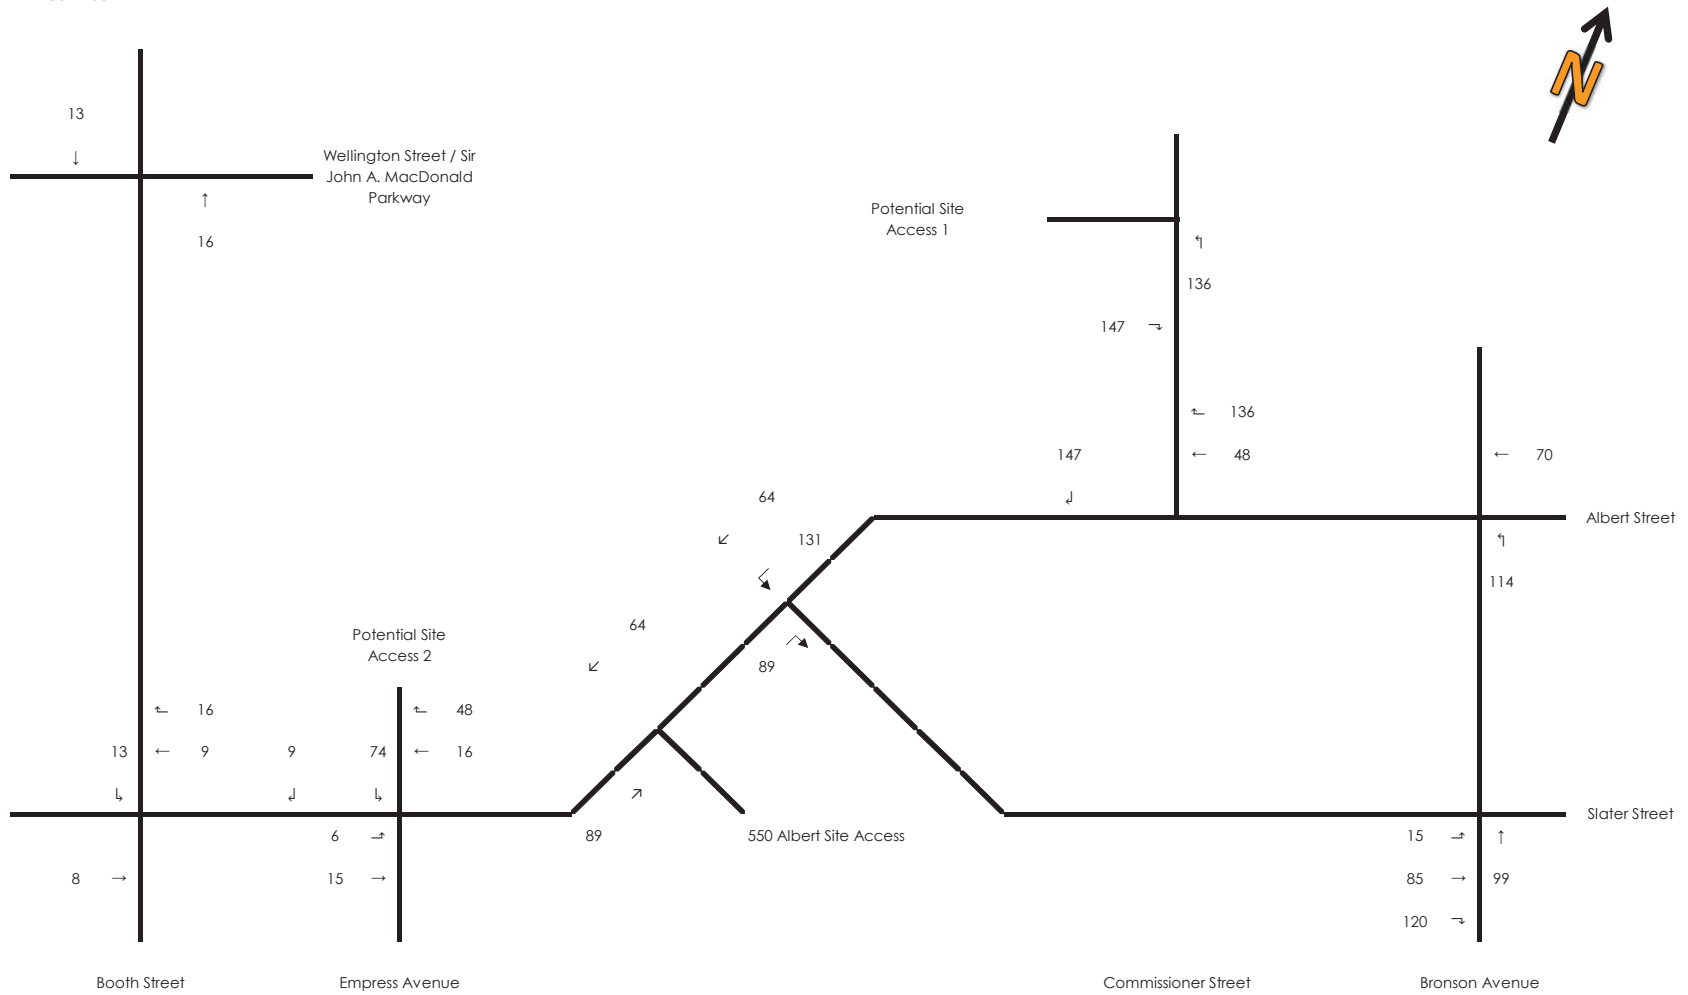 N
13
Wellington Street / Sir
John A. MacDonald
Parkway
16
Potential Site
Access 1
136
147
136
147
48
70
64
131
Albert Street
114
64
89
Potential Site
Access 2
16
48
13
9
9
74
16
Slater Street
6
89
550 Albert Site Access
15
8
15
85
99
120
Booth Street
Empress Avenue
Commissioner Street
Bronson Avenue